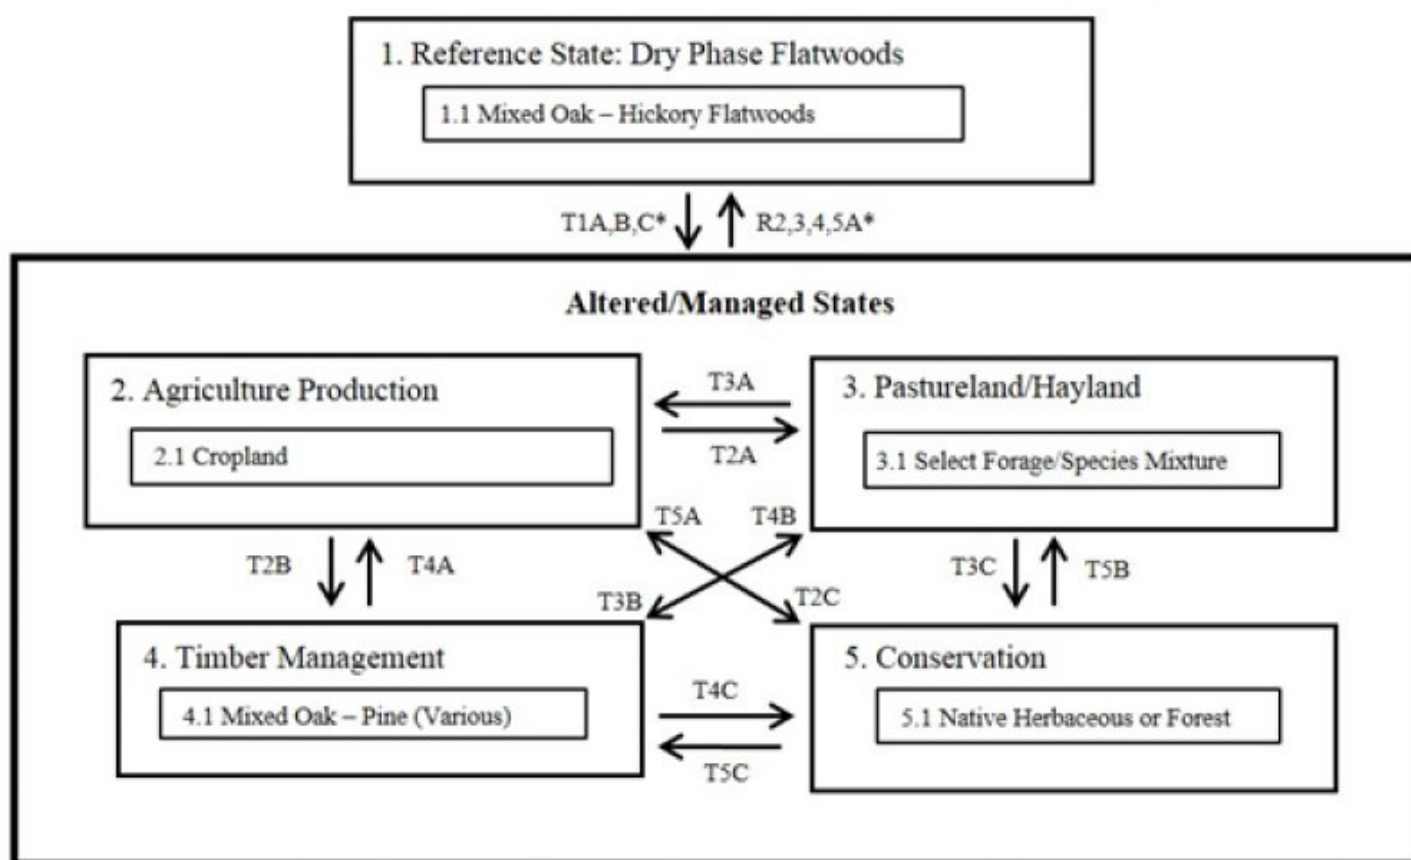 1. Reference State: Dry Phase Flatwoods
1.1 Mixed Oak – Hickory Flatwoods
T1A,B,C*
R2,3,4,5A*
Altered/Managed States
2. Agriculture Production
2.1 Cropland
T3A
T2A
3. Pastureland/Hayland
3.1 Select Forage/Species Mixture
T5A
T4B
T2B
T4A
T3C
T5B
T3B
T2C
4. Timber Management
4.1 Mixed Oak – Pine (Various)
T4C
T5C
5. Conservation
5.1 Native Herbaceous or Forest